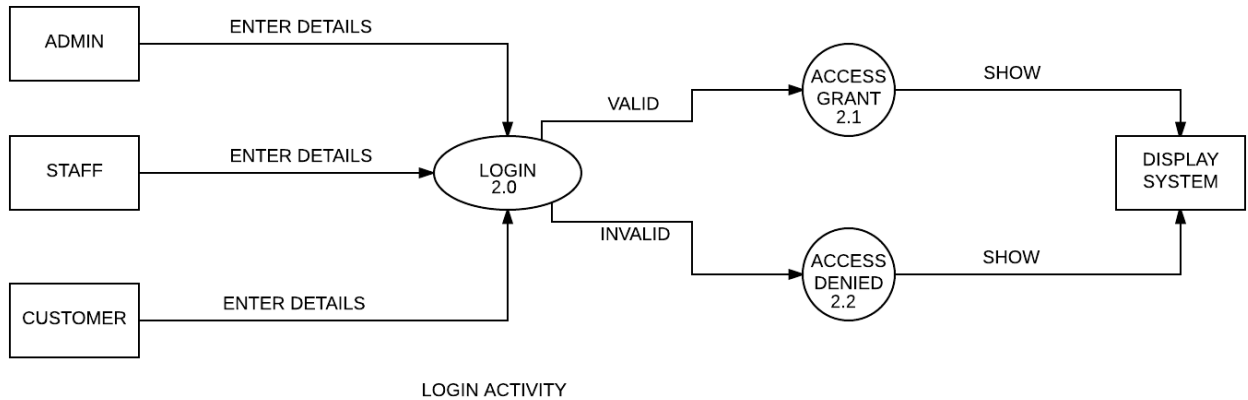 ADMIN
ENTER DETAILS
STAFF
ENTER DETAILS
CUSTOMER
ENTER DETAILS
LOGIN
2.0
VALID
INVALID
ACCESS
GRANT
2.1
SHOW
ACCESS
DENIED
2.2
SHOW
DISPLAY
SYSTEM
LOGIN ACTIVITY